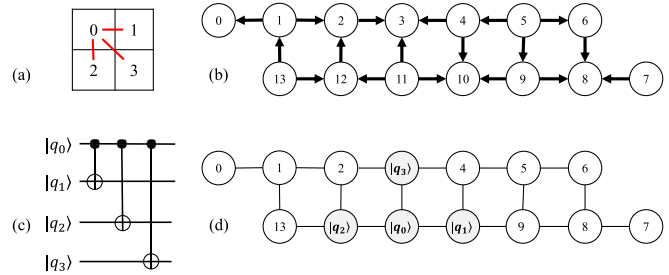 (a)
0 1
2 3
(b)
0 1 2 3 4 5 6
13 12 11 10 9 8 7
(c)
|q₀⟩
|q₁⟩
|q₂⟩
|q₃⟩
(d)
0 1 2 |q₃⟩ 4 5 6
13 |q₂⟩ |q₀⟩ |q₁⟩ 9 8 7